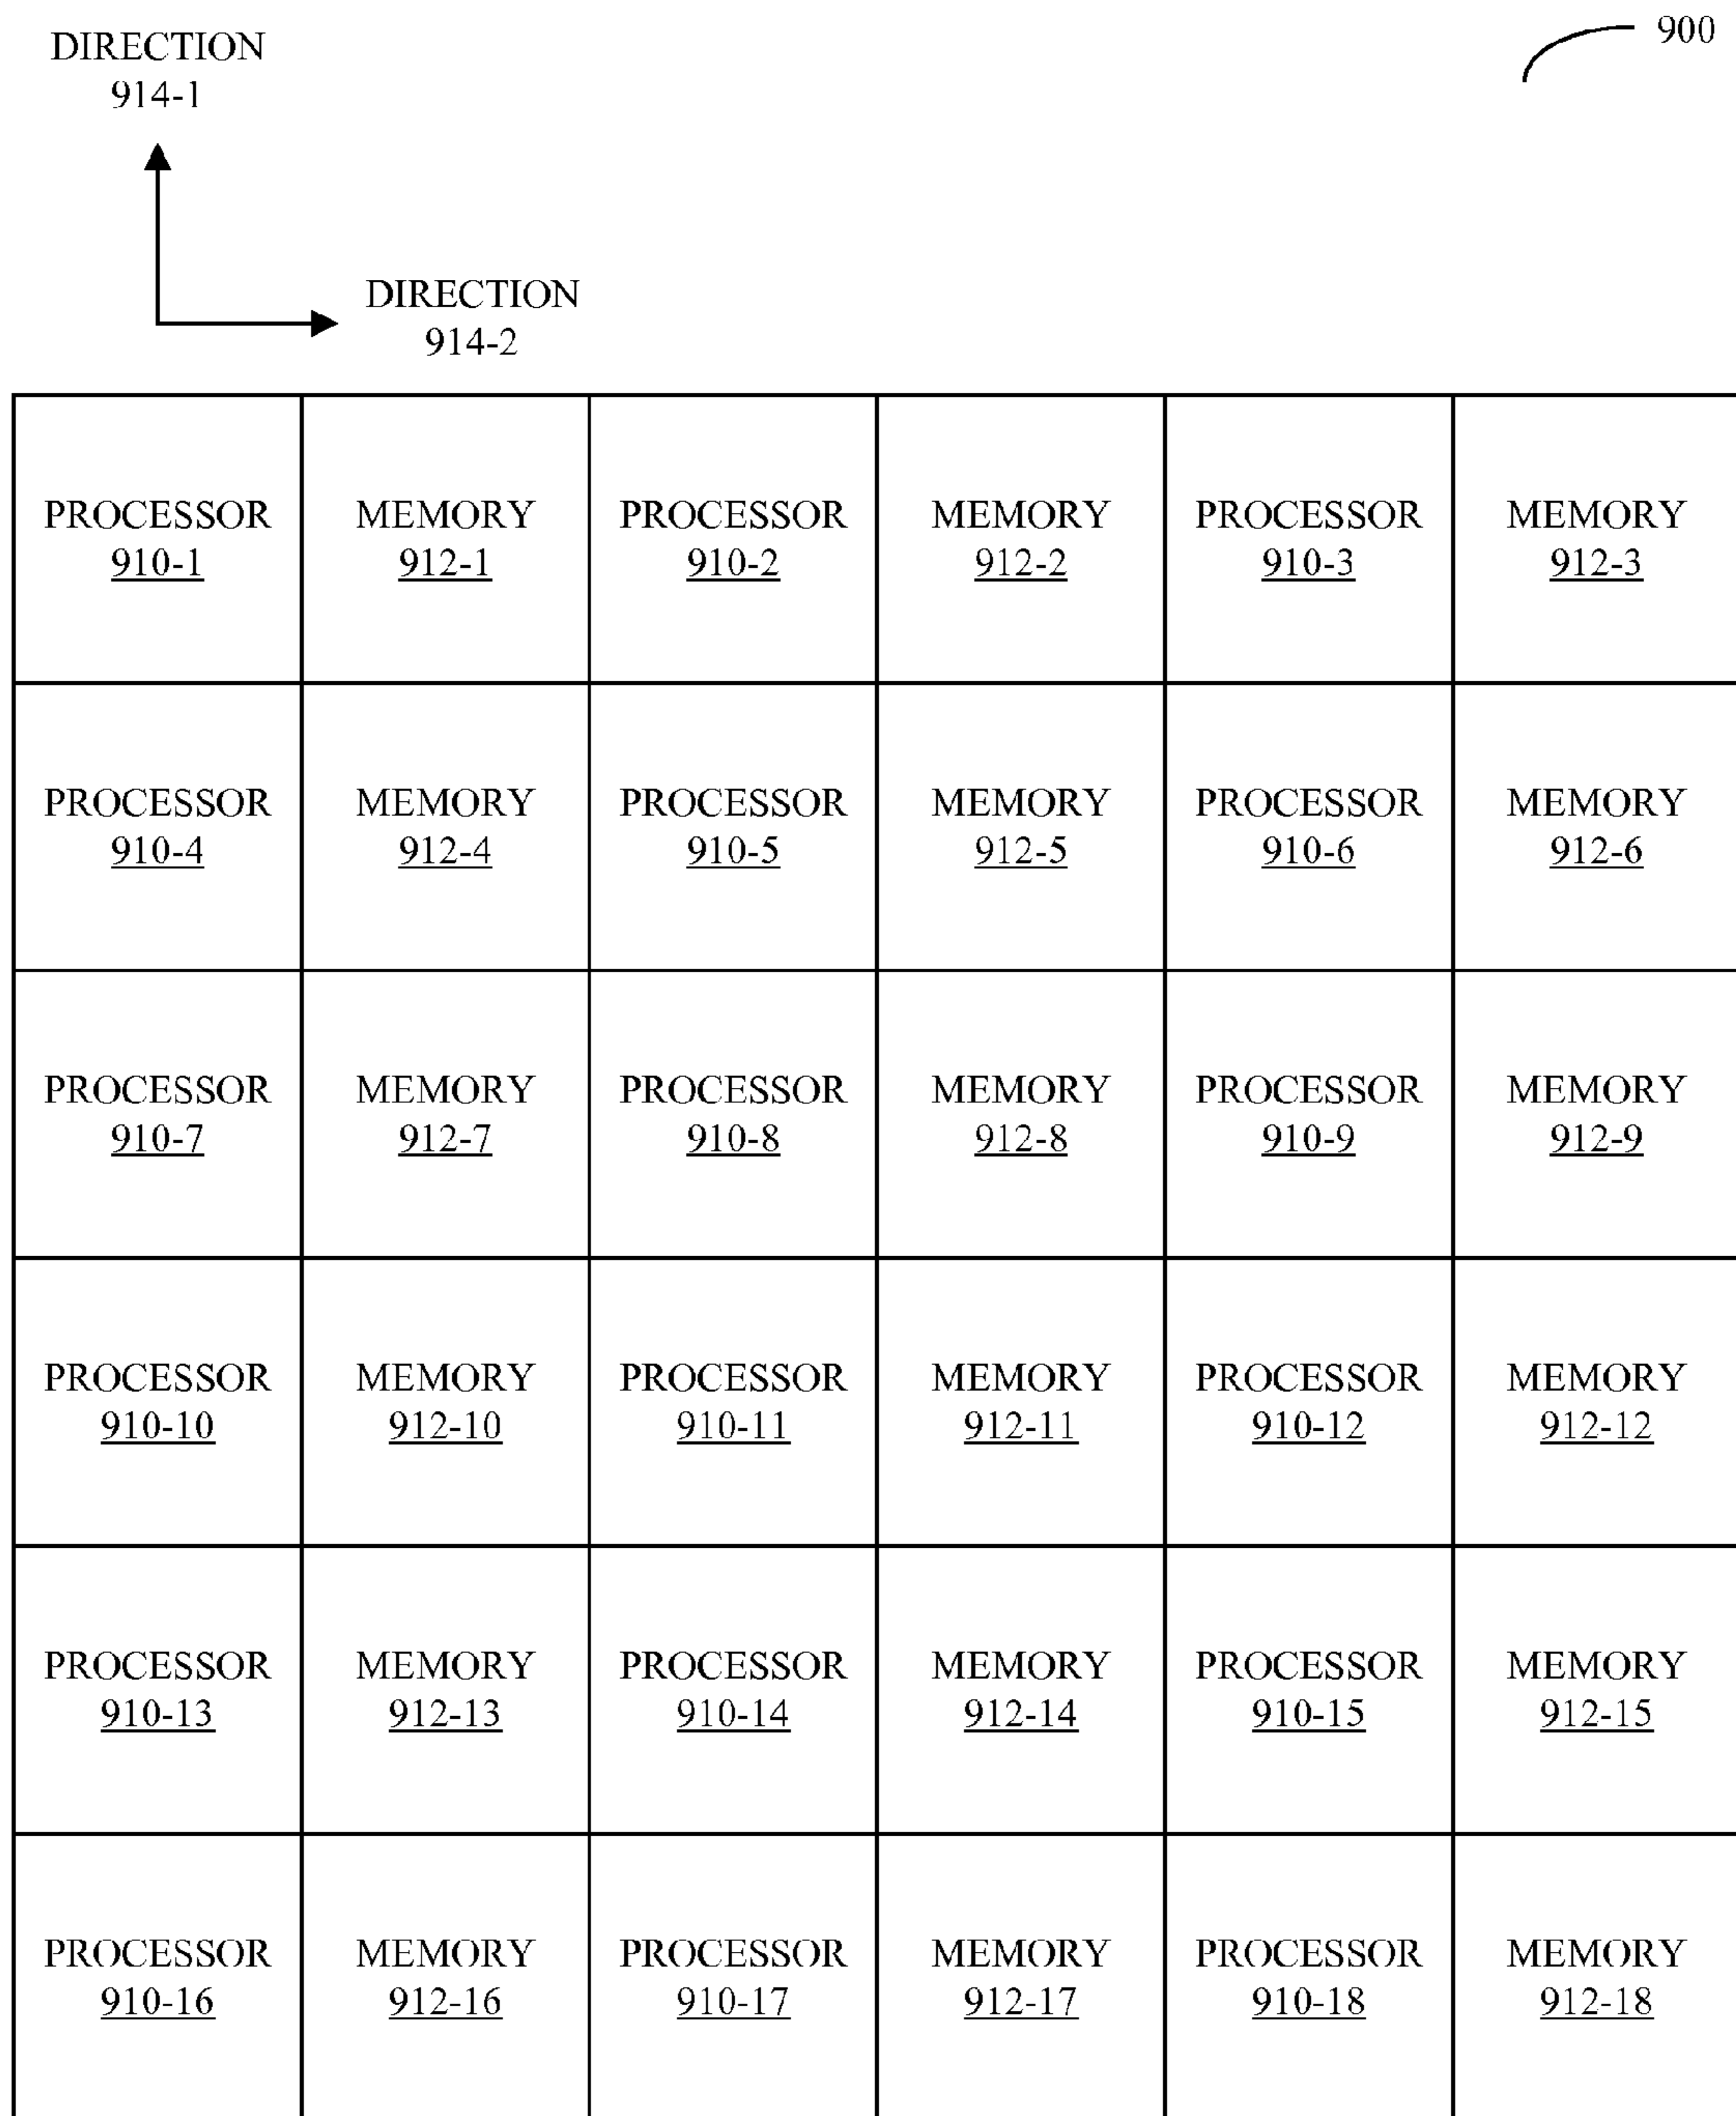 900
DIRECTION
914-1
DIRECTION
914-2
PROCESSOR
910-1
MEMORY
912-1
PROCESSOR
910-2
MEMORY
912-2
PROCESSOR
910-3
MEMORY
912-3
PROCESSOR
910-4
MEMORY
912-4
PROCESSOR
910-5
MEMORY
912-5
PROCESSOR
910-6
MEMORY
912-6
PROCESSOR
910-7
MEMORY
912-7
PROCESSOR
910-8
MEMORY
912-8
PROCESSOR
910-9
MEMORY
912-9
PROCESSOR
910-10
MEMORY
912-10
PROCESSOR
910-11
MEMORY
912-11
PROCESSOR
910-12
MEMORY
912-12
PROCESSOR
910-13
MEMORY
912-13
PROCESSOR
910-14
MEMORY
912-14
PROCESSOR
910-15
MEMORY
912-15
PROCESSOR
910-16
MEMORY
912-16
PROCESSOR
910-17
MEMORY
912-17
PROCESSOR
910-18
MEMORY
912-18